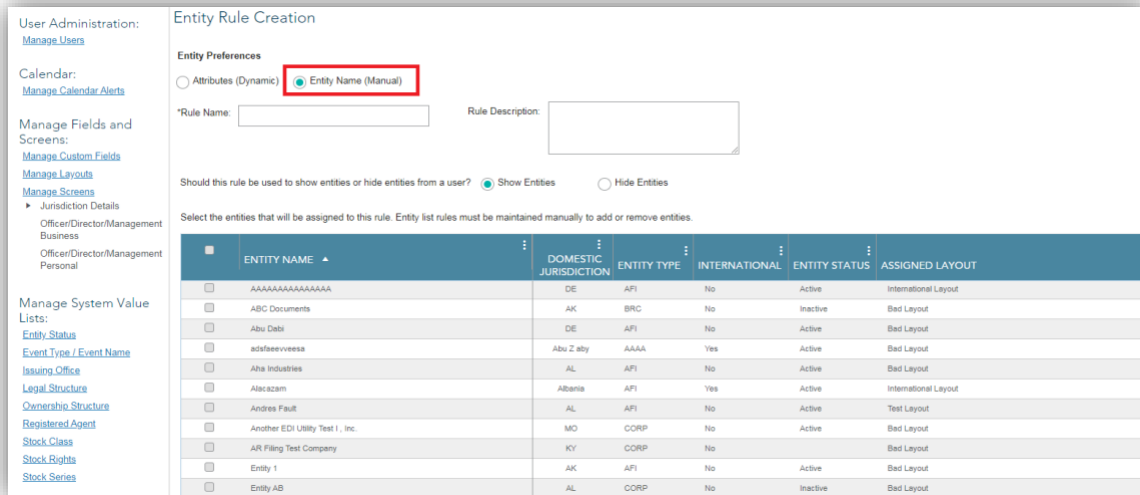 User Administration:
Manage Users
Calendar:
Manage Calendar Alerts
Manage Fields and
Screens:
Manage Custom Fields
Manage Layouts
Manage Screens
Jurisdiction Details
Officer/Director/Management
Business
Officer/Director/Management
Personal
Manage System Value
Lists:
Entity Status
Event Type / Event Name
Issuing Office
Legal Structure
Ownership Structure
Registered Agent
Stock Class
Stock Rights
Stock Series
Entity Rule Creation
Entity Preferences
Attributes (Dynamic) Entity Name (Manual)
*Rule Name: Rule Description:
Should this rule be used to show entities or hide entities from a user? Show Entities Hide Entities
Select the entities that will be assigned to this rule. Entity list rules must be maintained manually to add or remove entities.
ENTITY NAME DOMESTIC JURISDICTION ENTITY TYPE INTERNATIONAL ENTITY STATUS ASSIGNED LAYOUT
AAAAAAAAAAAAAAA DE AFI No Active International Layout
ABC Documents AK BRC No Inactive Bad Layout
Abu Dabi DE AFI No Active Bad Layout
adsfaeevveesa Abu Z aby AAAA Yes Active Bad Layout
Aha Industries AL AFI No Active Bad Layout
Alacazam Albania AFI Yes Active International Layout
Andres Fault AL AFI No Active Test Layout
Another EDI Utility Test I , Inc. MO CORP No Active Bad Layout
AR Filing Test Company KY CORP No Bad Layout
Entity 1 AK AFI No Active Bad Layout
Entity AB AL CORP No Inactive Bad Layout